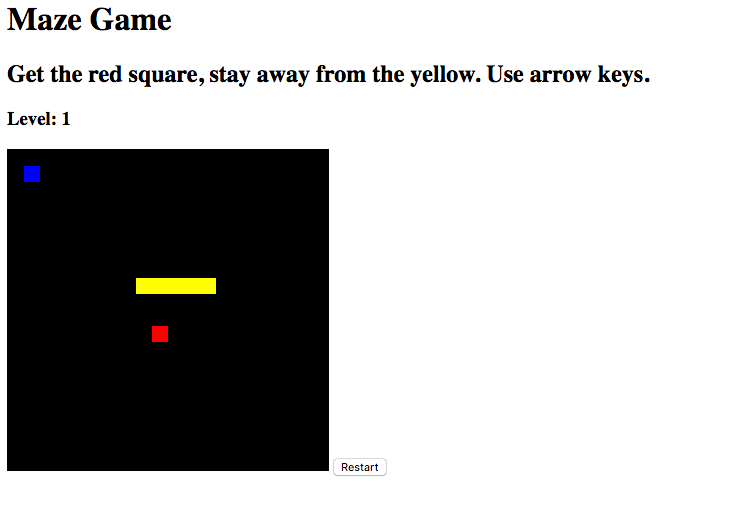 Maze Game
Get the red square, stay away from the yellow. Use arrow keys.
Level: 1
Restart